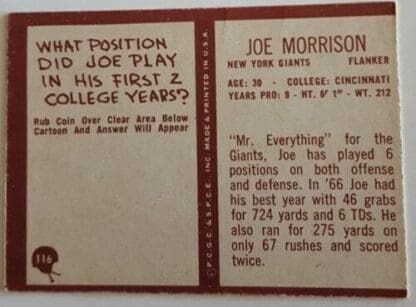 WHAT POSITION
DID JOE PLAY
IN HIS FIRST 2
COLLEGE YEARS?
Rub Coin Over Clear Area Below
Cartoon And Answer Will Appear
116
©P.C.G.C. & S.P.C.E., INC. MADE & PRINTED IN U.S.A.
JOE MORRISON
NEW YORK GIANTS FLANKER
AGE: 30 - COLLEGE: CINCINNATI
YEARS PRO: 9 - HT. 6' 1" - WT. 212
"Mr. Everything" for the
Giants, Joe has played 6
positions on both offense
and defense. In '66 Joe had
his best year with 46 grabs
for 724 yards and 6 TDs. He
also ran for 275 yards on
only 67 rushes and scored
twice.